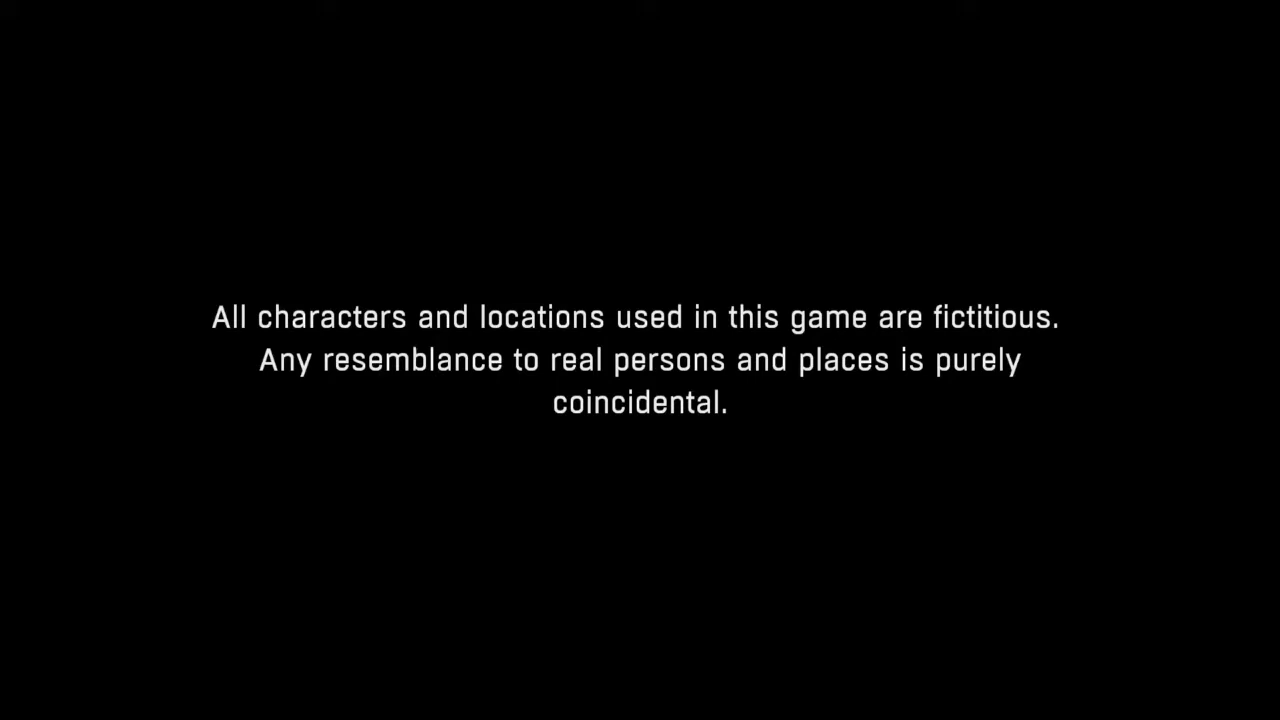 All characters and locations used in this game are fictitious.
Any resemblance to real persons and places is purely
coincidental.